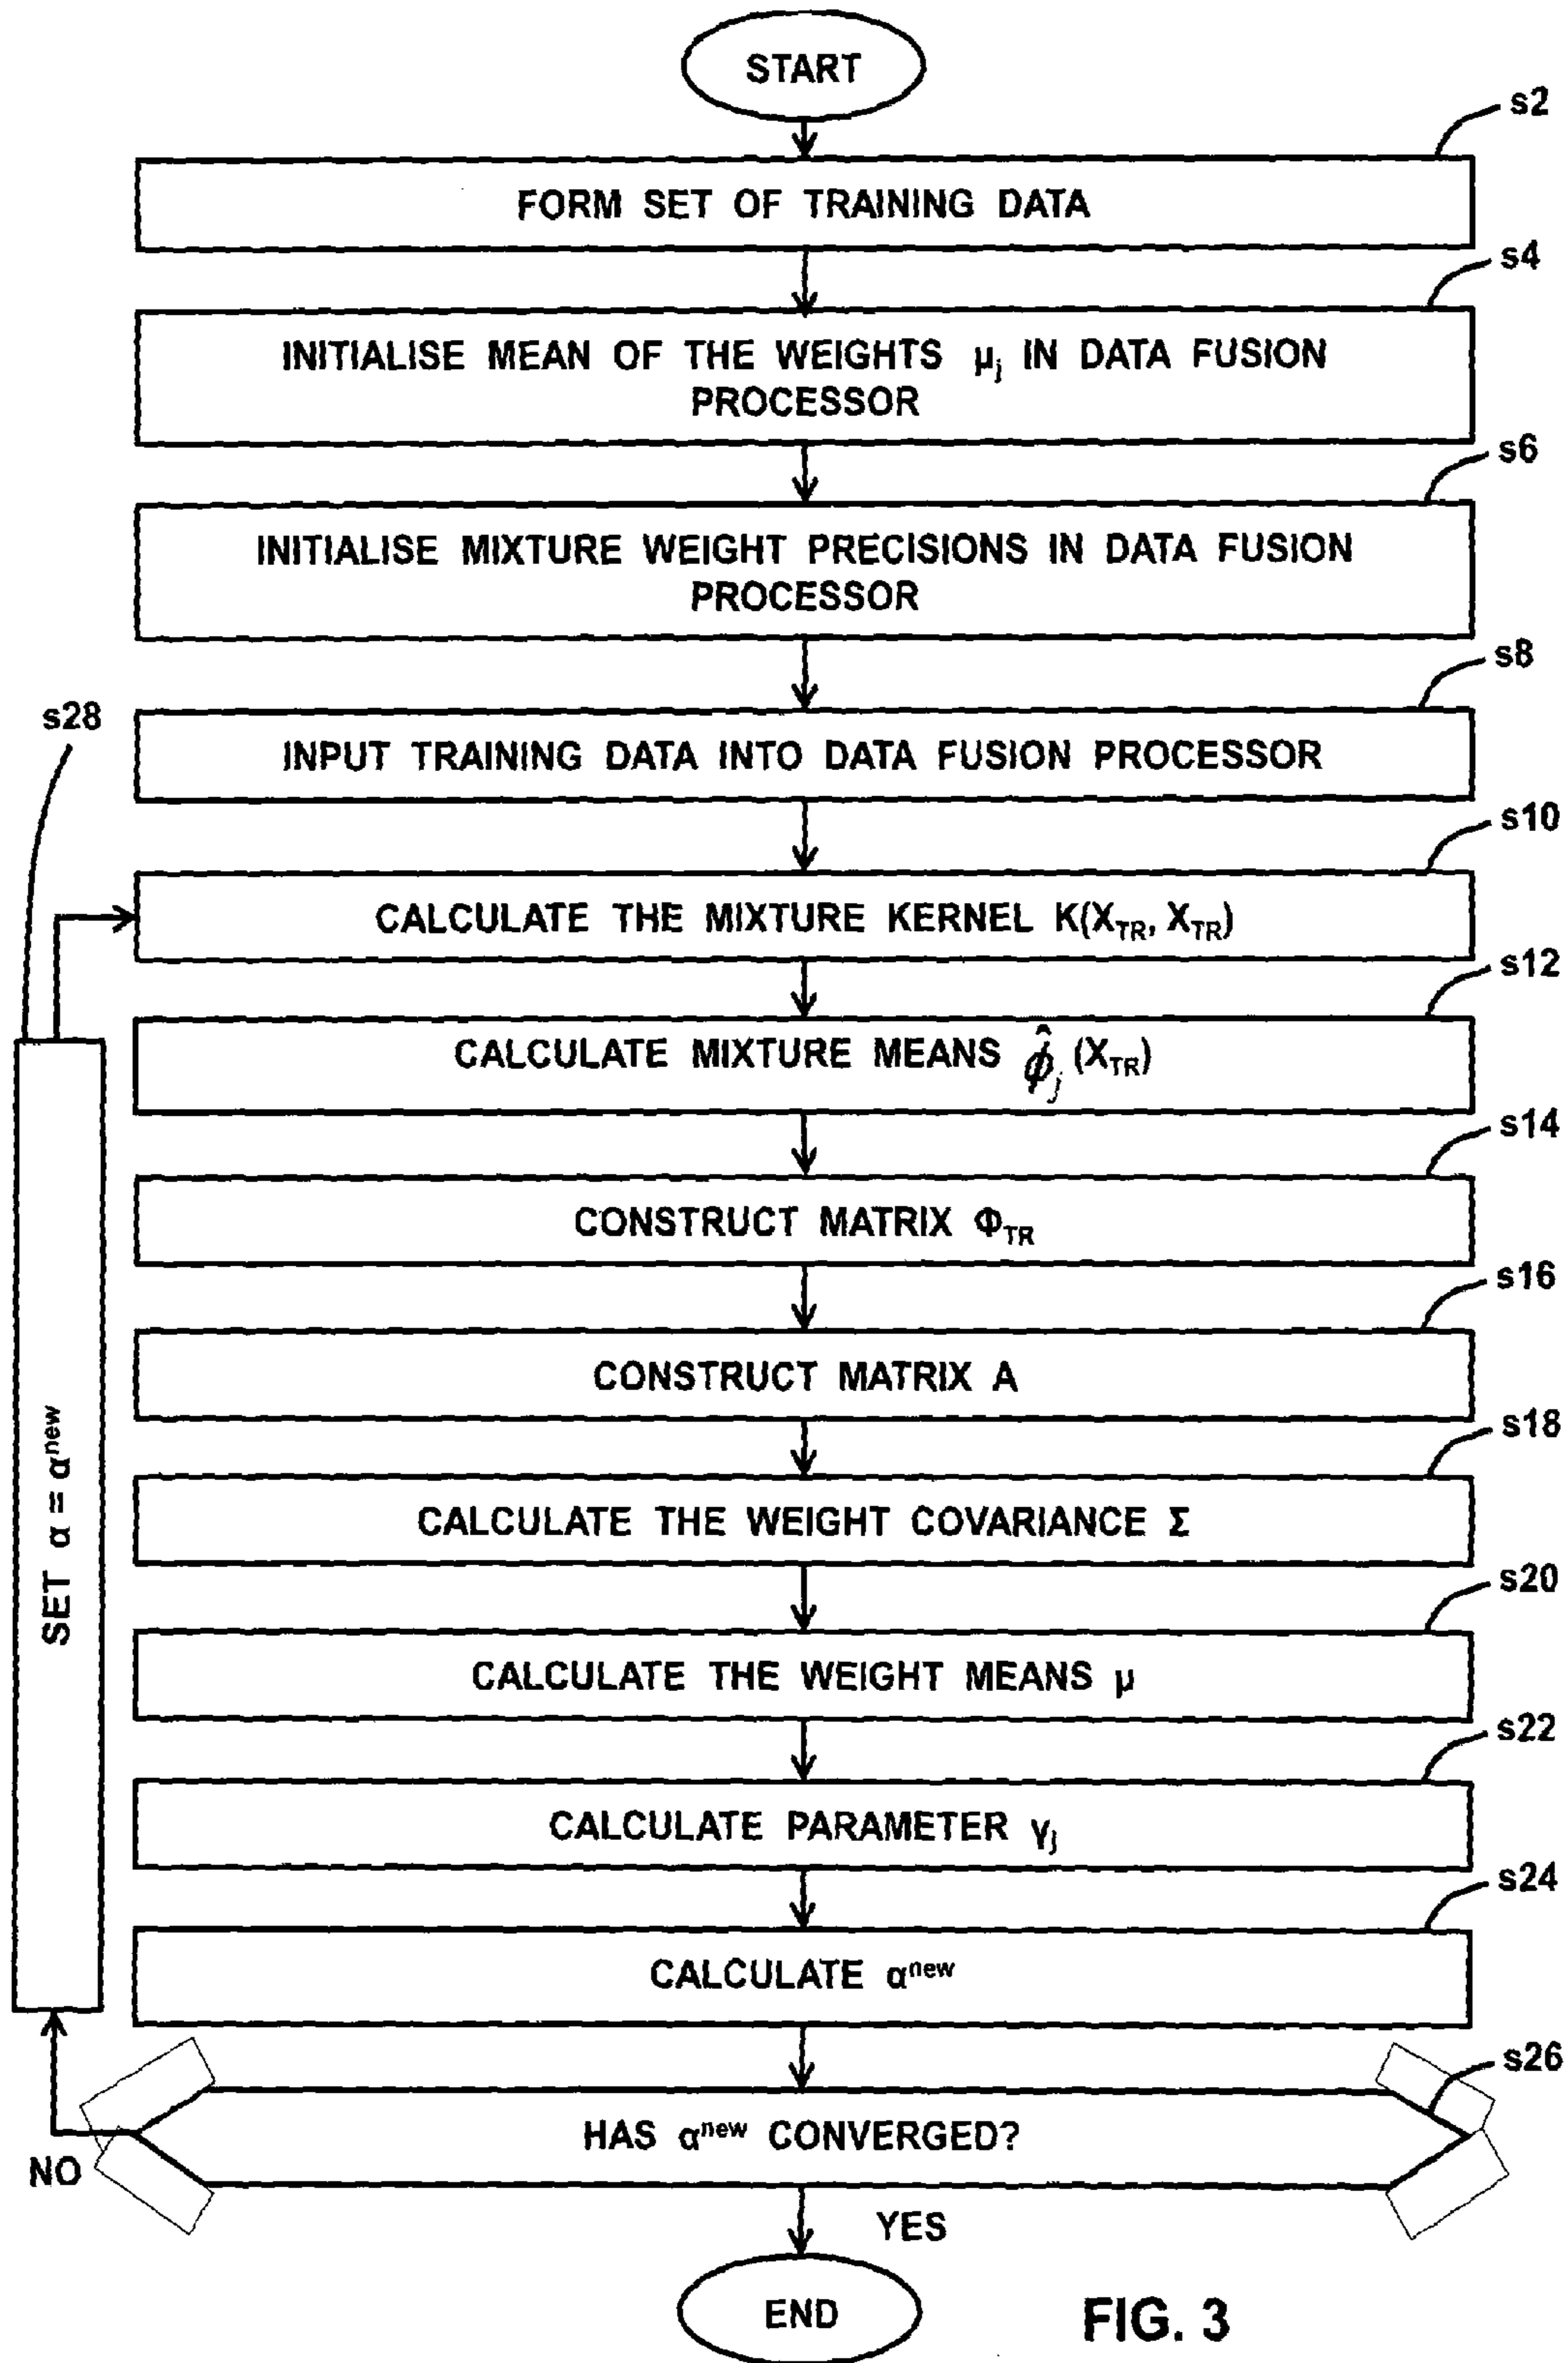 START
s2
FORM SET OF TRAINING DATA
s4
INITIALISE MEAN OF THE WEIGHTS μj IN DATA FUSION
PROCESSOR
s6
INITIALISE MIXTURE WEIGHT PRECISIONS IN DATA FUSION
PROCESSOR
s8
INPUT TRAINING DATA INTO DATA FUSION PROCESSOR
s28
s10
CALCULATE THE MIXTURE KERNEL K(XTR, XTR)
s12
CALCULATE MIXTURE MEANS ϕ̂j (XTR)
s14
CONSTRUCT MATRIX ΦTR
s16
CONSTRUCT MATRIX A
s18
CALCULATE THE WEIGHT COVARIANCE Σ
SET α = αnew
s20
CALCULATE THE WEIGHT MEANS μ
s22
CALCULATE PARAMETER γj
s24
CALCULATE αnew
s26
HAS αnew CONVERGED?
NO
YES
END
FIG. 3